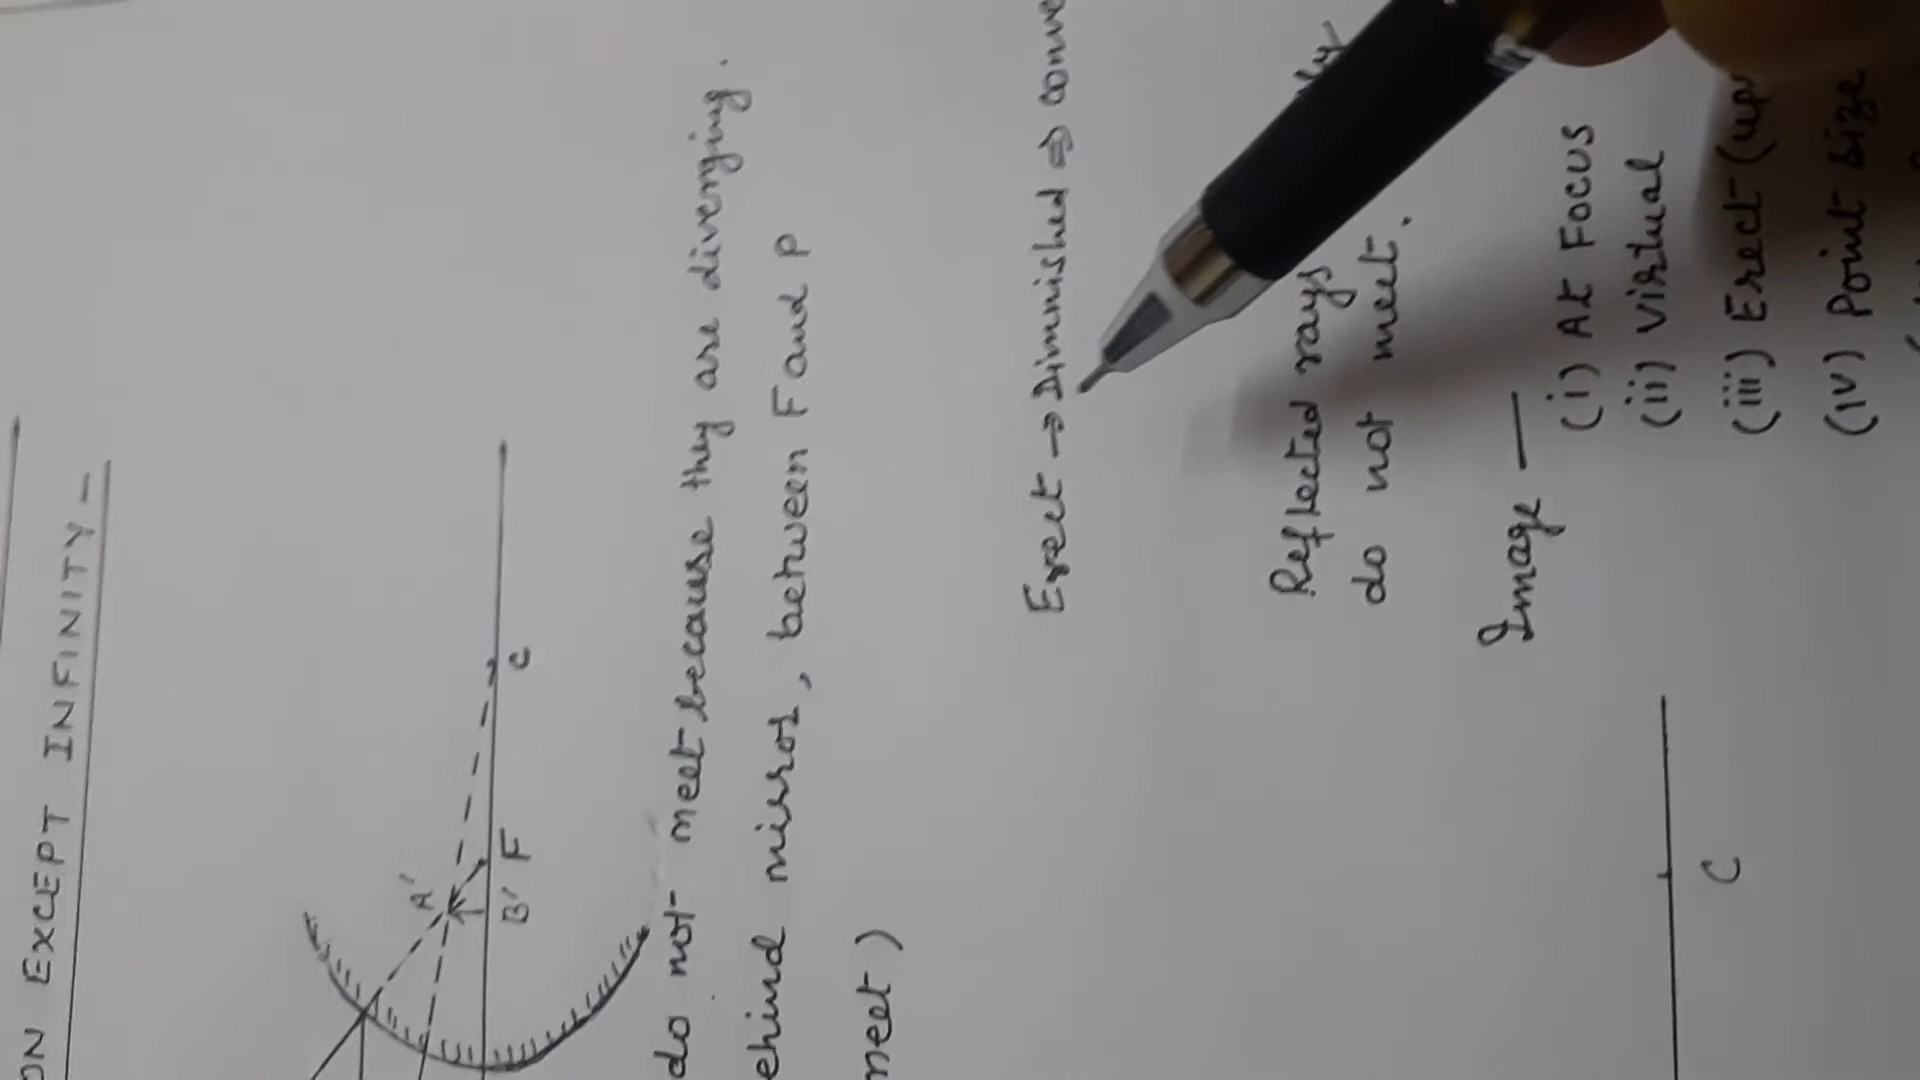 ON EXCEPT INFINITY -
A'
B' F
C
do not meet because they are diverging.
ehind mirror, between F and P
meet)
Erect → Diminished ⇒ conve
Reflected rays
do not meet.
Image —
(i) At Focus
(ii) Virtual
(iii) Erect (up
(iv) Point size
C